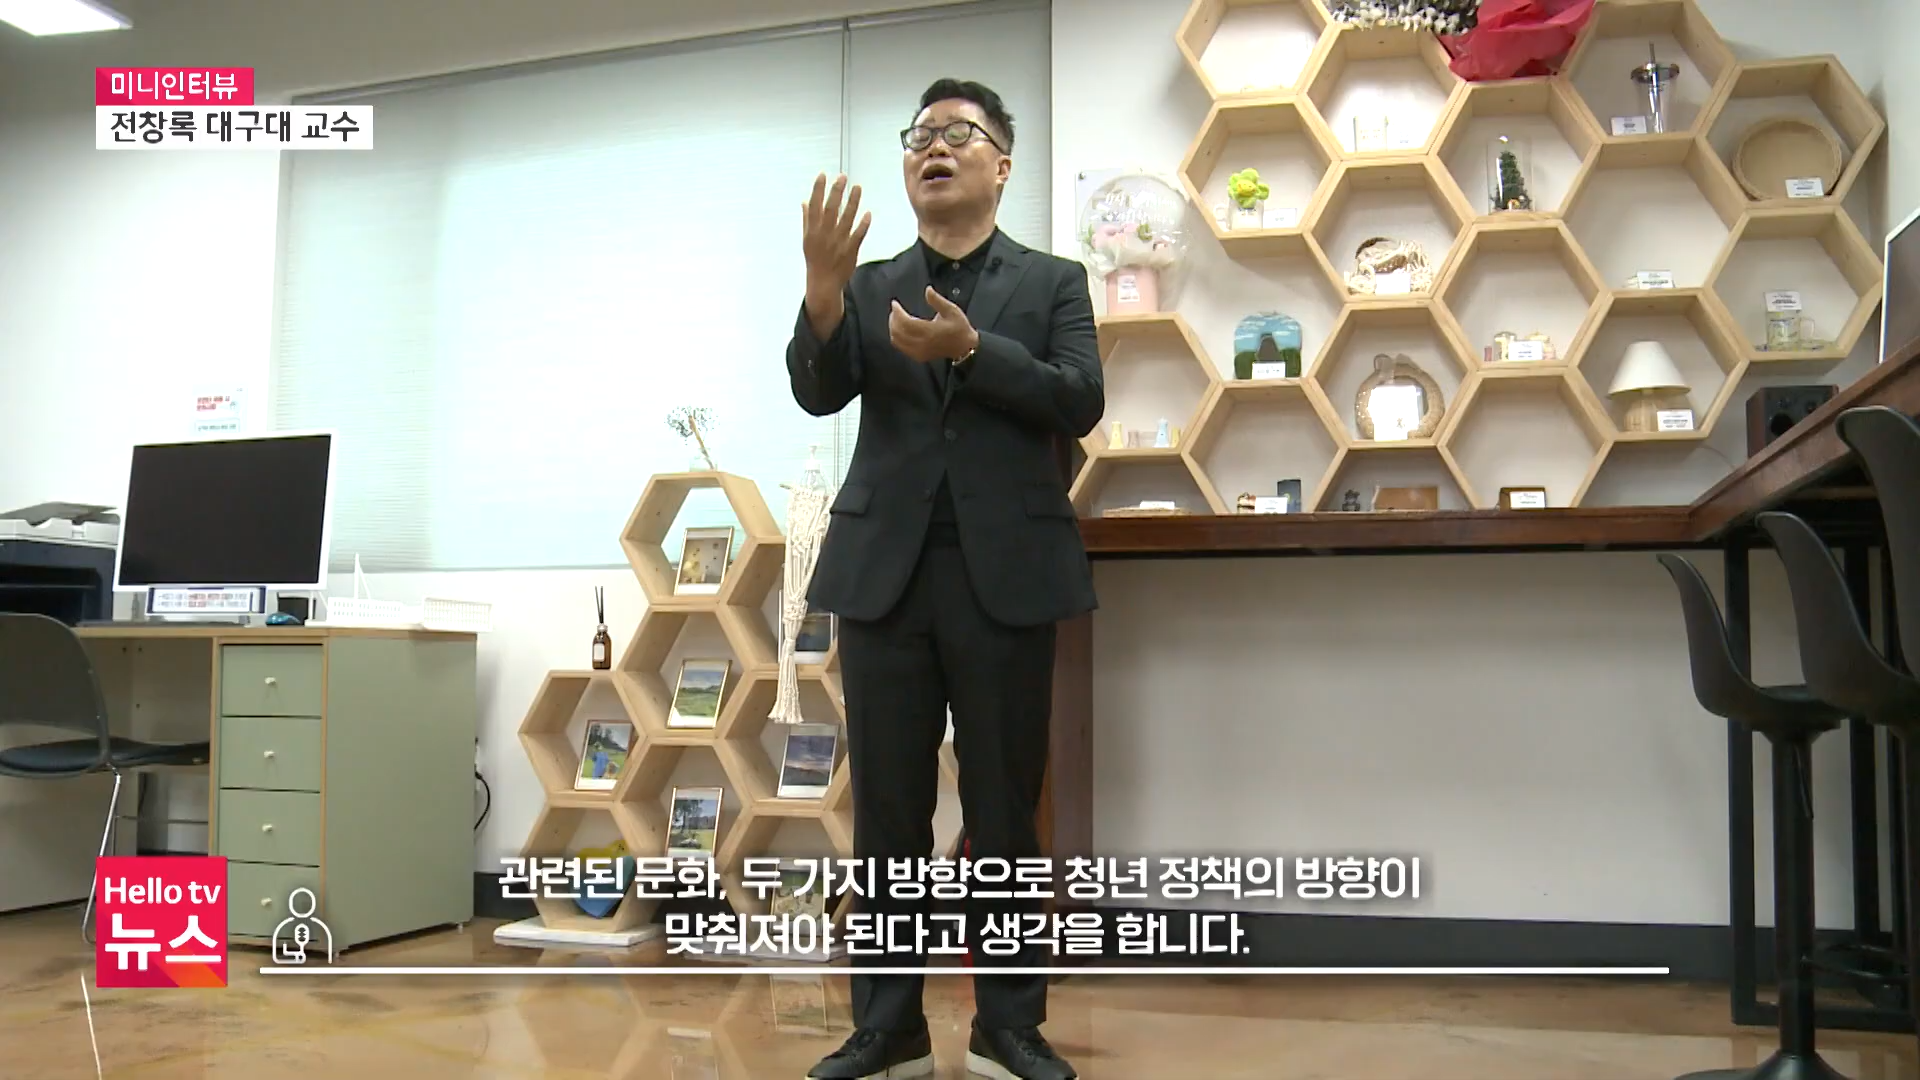 미니인터뷰
전창록 대구대 교수
관련된 문화, 두 가지 방향으로 청년 정책의 방향이
맞춰져야 된다고 생각을 합니다.
Hello tv
뉴스